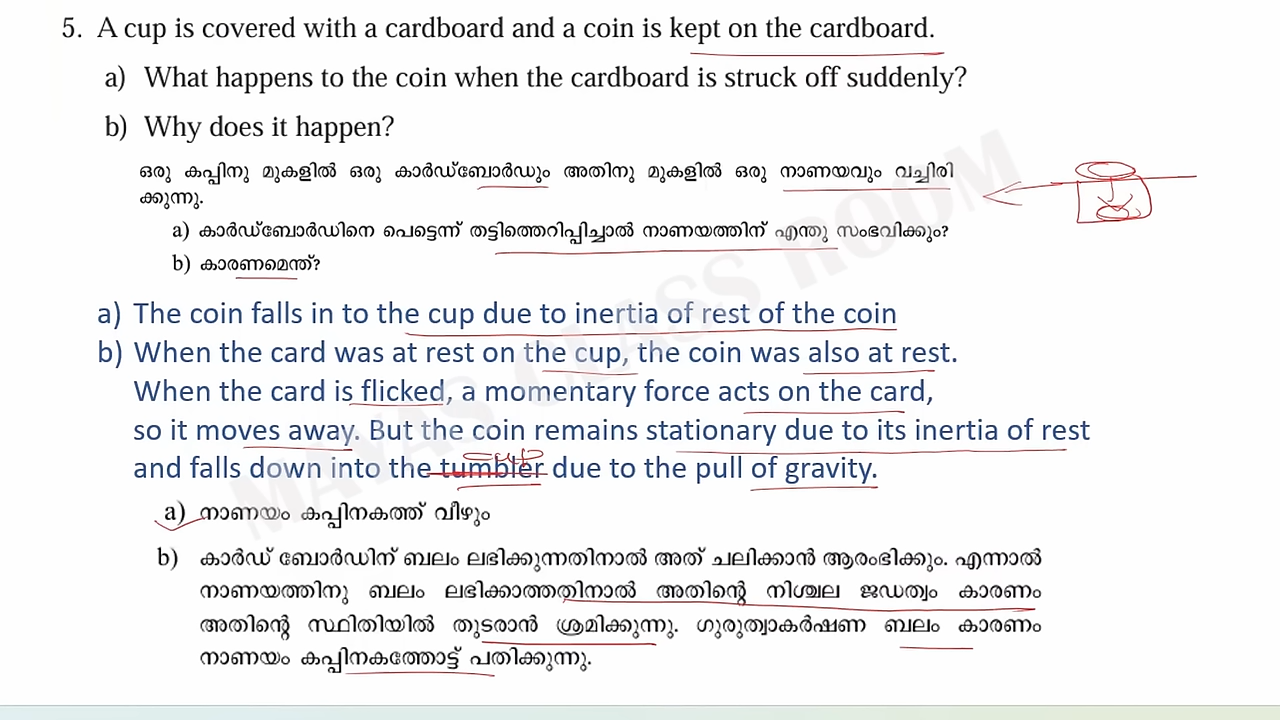 5. A cup is covered with a cardboard and a coin is kept on the cardboard.
a) What happens to the coin when the cardboard is struck off suddenly?
b) Why does it happen?
ഒരു കപ്പിനു മുകളിൽ ഒരു കാർഡ്ബോർഡും അതിനു മുകളിൽ ഒരു നാണയവും വച്ചിരി
ക്കുന്നു.
a) കാർഡ്ബോർഡിനെ പെട്ടെന്ന് തട്ടിത്തെറിപ്പിച്ചാൽ നാണയത്തിന് എന്തു സംഭവിക്കും?
b) കാരണമെന്ത്?
a) The coin falls in to the cup due to inertia of rest of the coin
b) When the card was at rest on the cup, the coin was also at rest.
When the card is flicked, a momentary force acts on the card,
so it moves away. But the coin remains stationary due to its inertia of rest
cup
and falls down into the tumbler due to the pull of gravity.
a) നാണയം കപ്പിനകത്ത് വീഴും
b) കാർഡ് ബോർഡിന് ബലം ലഭിക്കുന്നതിനാൽ അത് ചലിക്കാൻ ആരംഭിക്കും. എന്നാൽ
നാണയത്തിനു ബലം ലഭിക്കാത്തതിനാൽ അതിന്റെ നിശ്ചല ജഡത്വം കാരണം
അതിന്റെ സ്ഥിതിയിൽ തുടരാൻ ശ്രമിക്കുന്നു. ഗുരുത്വാകർഷണ ബലം കാരണം
നാണയം കപ്പിനകത്തോട്ട് പതിക്കുന്നു.
MAYAS CLASS ROOM